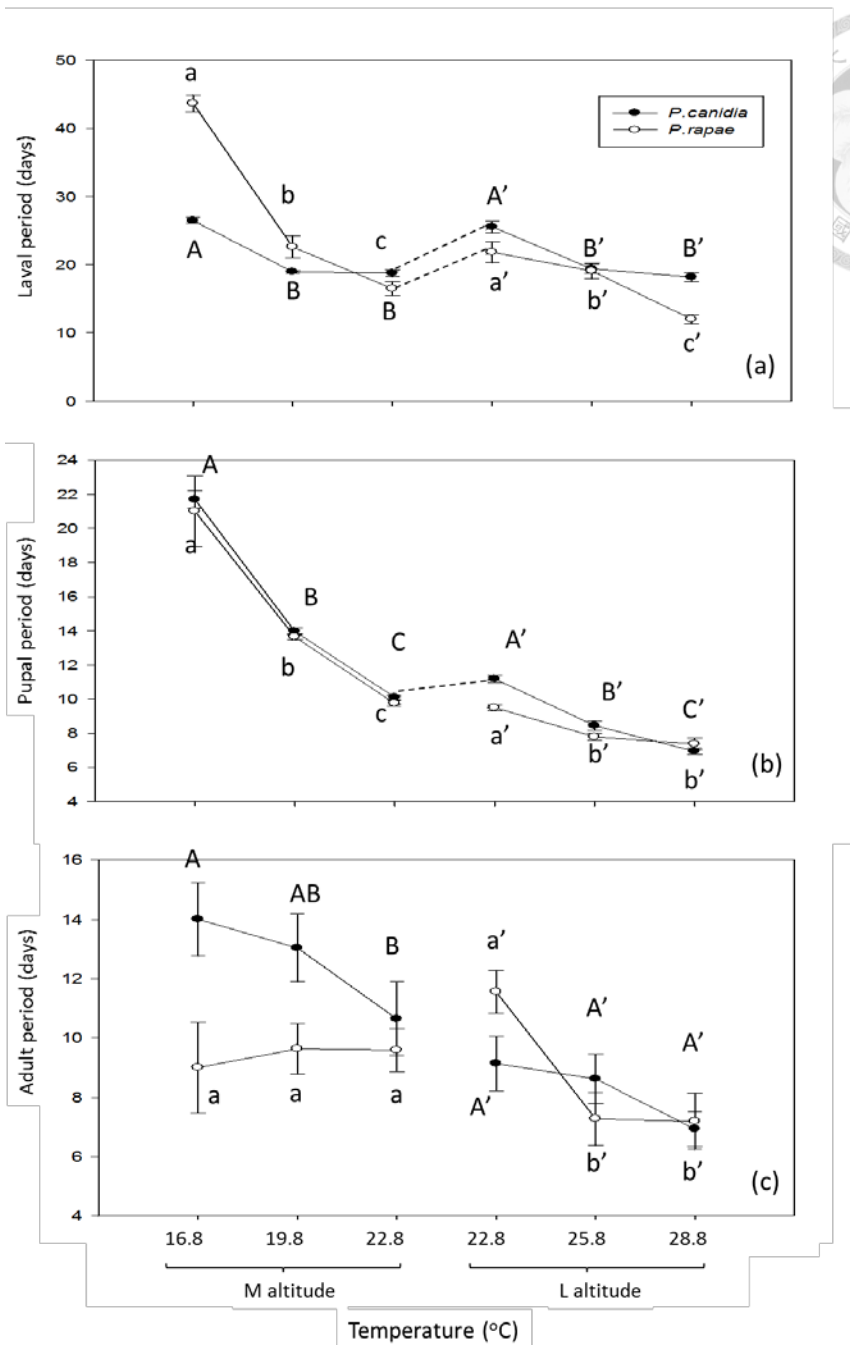 50
40
30
20
10
0
Laval period (days)
P.canidia
P.rapae
a
b
c
A
B
B
A’
B’
B’
a’
b’
c’
(a)
24
22
20
18
16
14
12
10
8
6
4
Pupal period (days)
A
B
C
a
b
c
A’
B’
C’
a’
b’
b’
(b)
16
14
12
10
8
6
4
Adult period (days)
A
AB
B
a
a
a
a’
A’
A’
A’
b’
b’
(c)
16.8 19.8 22.8 22.8 25.8 28.8
M altitude L altitude
Temperature (°C)